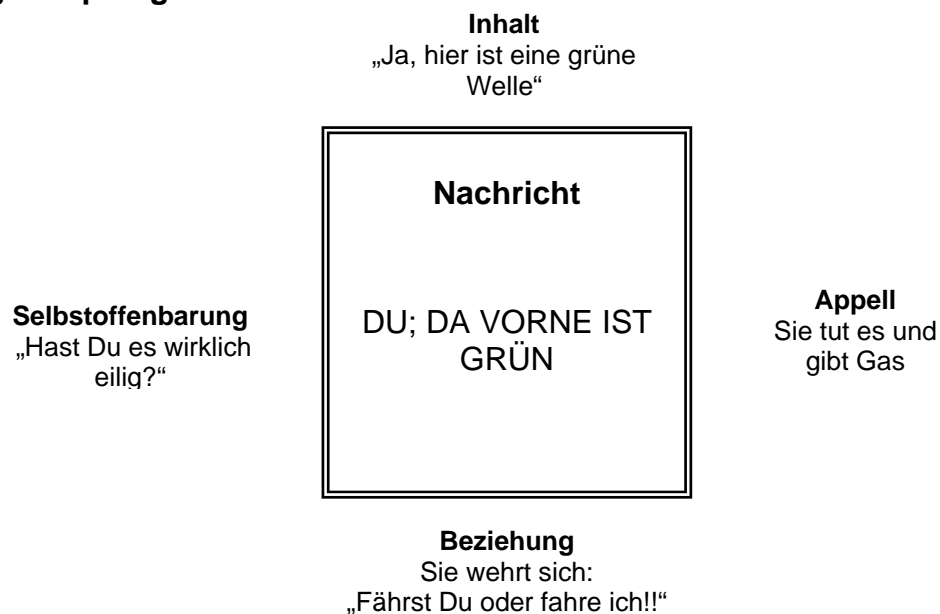 Inhalt
„Ja, hier ist eine grüne
Welle“
Nachricht
DU; DA VORNE IST
GRÜN
Selbstoffenbarung
„Hast Du es wirklich
eilig?“
Appell
Sie tut es und
gibt Gas
Beziehung
Sie wehrt sich:
„Fährst Du oder fahre ich!!“